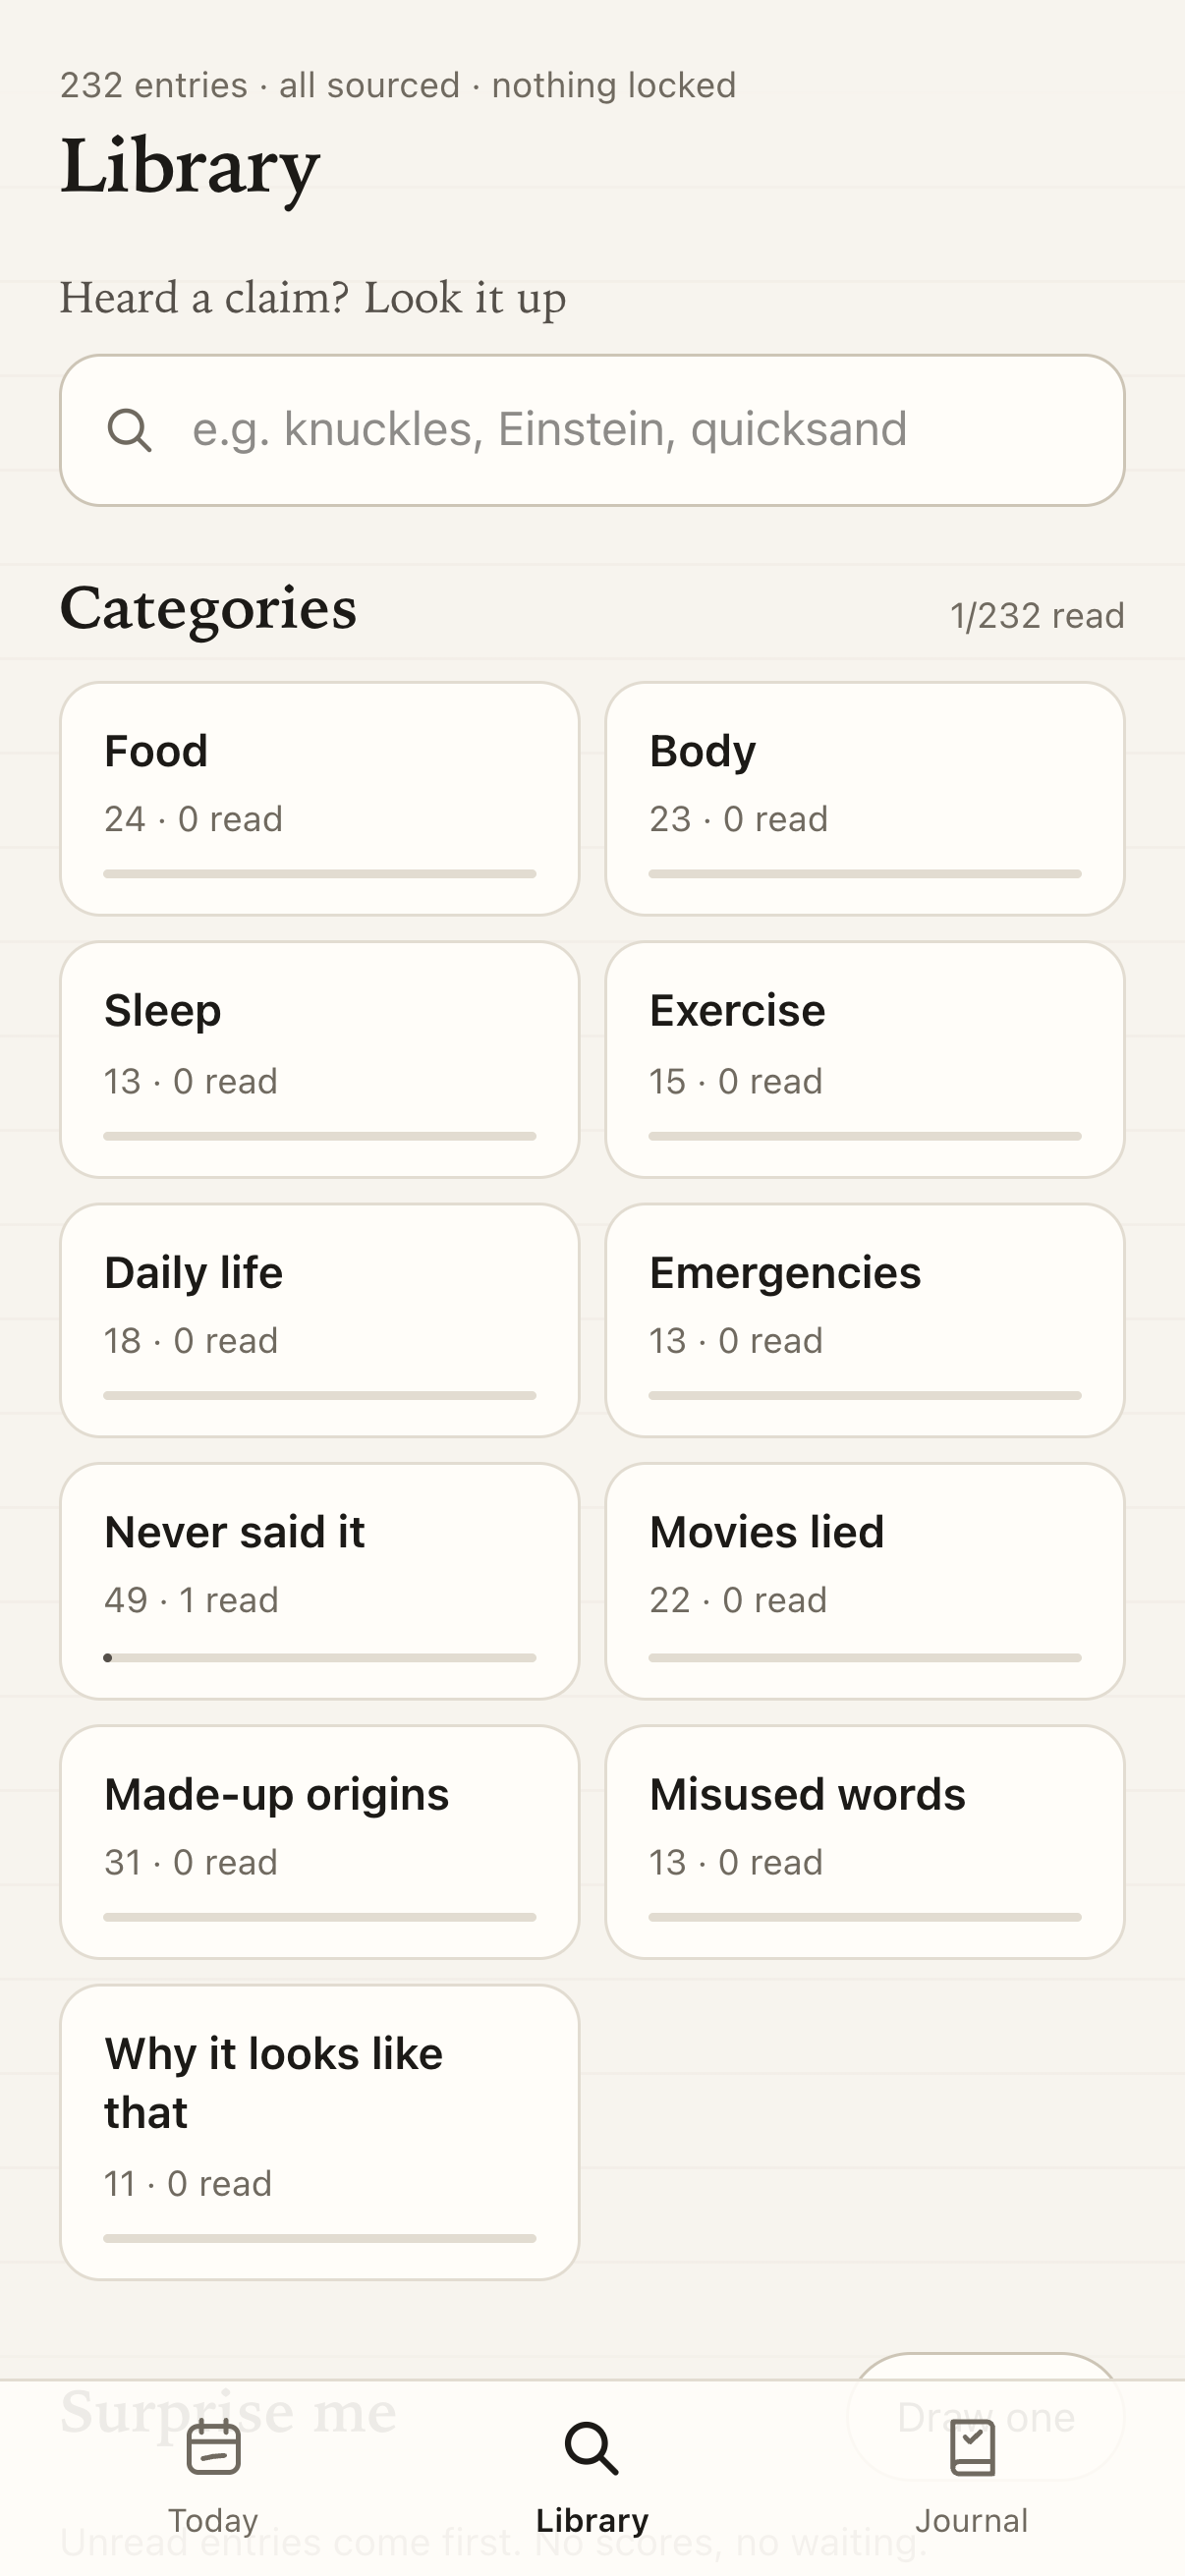 232 entries · all sourced · nothing locked
Library
Heard a claim? Look it up
e.g. knuckles, Einstein, quicksand
Categories
1/232 read
Food
24 · 0 read
Body
23 · 0 read
Sleep
13 · 0 read
Exercise
15 · 0 read
Daily life
18 · 0 read
Emergencies
13 · 0 read
Never said it
49 · 1 read
Movies lied
22 · 0 read
Made-up origins
31 · 0 read
Misused words
13 · 0 read
Why it looks like
that
11 · 0 read
Surprise me
Draw one
Unread entries come first. No scores, no waiting.
Today
Library
Journal